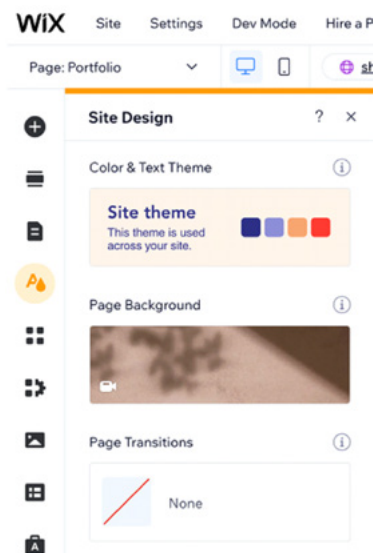 WiX Site Settings Dev Mode Hire a P
Page: Portfolio sh
Site Design ? ×
Color & Text Theme i
Site theme
This theme is used
across your site.
Page Background i
Page Transitions i
None
A